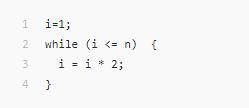 1 i=1;
2 while (i <= n) {
3 i = i * 2;
4 }